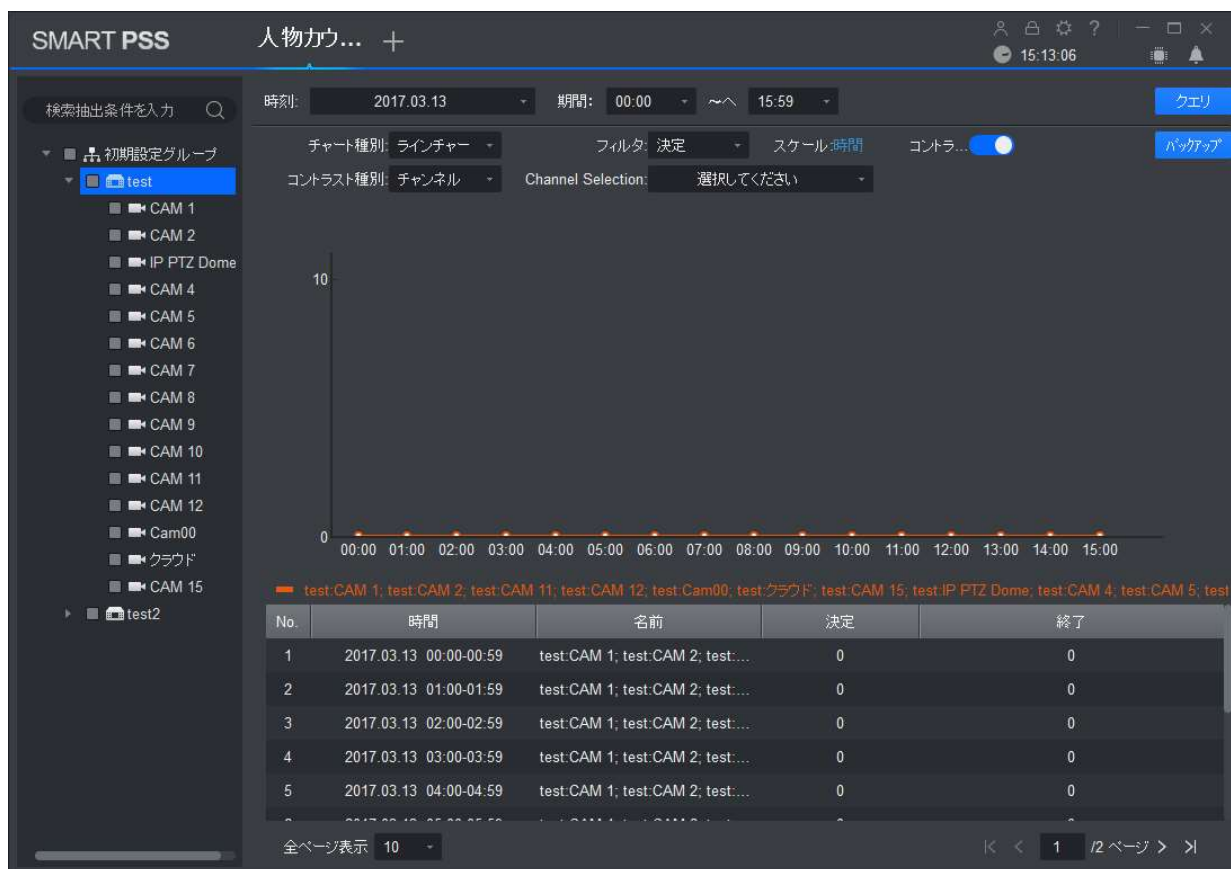 SMART PSS
人物カウ... +
?
15:13:06
検索抽出条件を入力
初期設定グループ
test
CAM 1
CAM 2
IP PTZ Dome
CAM 4
CAM 5
CAM 6
CAM 7
CAM 8
CAM 9
CAM 10
CAM 11
CAM 12
Cam00
クラウド
CAM 15
test2
時刻: 2017.03.13 期間: 00:00 ~へ 15:59 クエリ
チャート種別: ラインチャー フィルタ: 決定 スケール:時間 コントラ... バックアップ
コントラスト種別: チャンネル Channel Selection: 選択してください
10
0
00:00 01:00 02:00 03:00 04:00 05:00 06:00 07:00 08:00 09:00 10:00 11:00 12:00 13:00 14:00 15:00
test:CAM 1; test:CAM 2; test:CAM 11; test:CAM 12; test:Cam00; test:クラウド; test:CAM 15; test:IP PTZ Dome; test:CAM 4; test:CAM 5; test
No. 時間 名前 決定 終了
1 2017.03.13 00:00-00:59 test:CAM 1; test:CAM 2; test:... 0 0
2 2017.03.13 01:00-01:59 test:CAM 1; test:CAM 2; test:... 0 0
3 2017.03.13 02:00-02:59 test:CAM 1; test:CAM 2; test:... 0 0
4 2017.03.13 03:00-03:59 test:CAM 1; test:CAM 2; test:... 0 0
5 2017.03.13 04:00-04:59 test:CAM 1; test:CAM 2; test:... 0 0
全ページ表示 10 1 /2 ページ